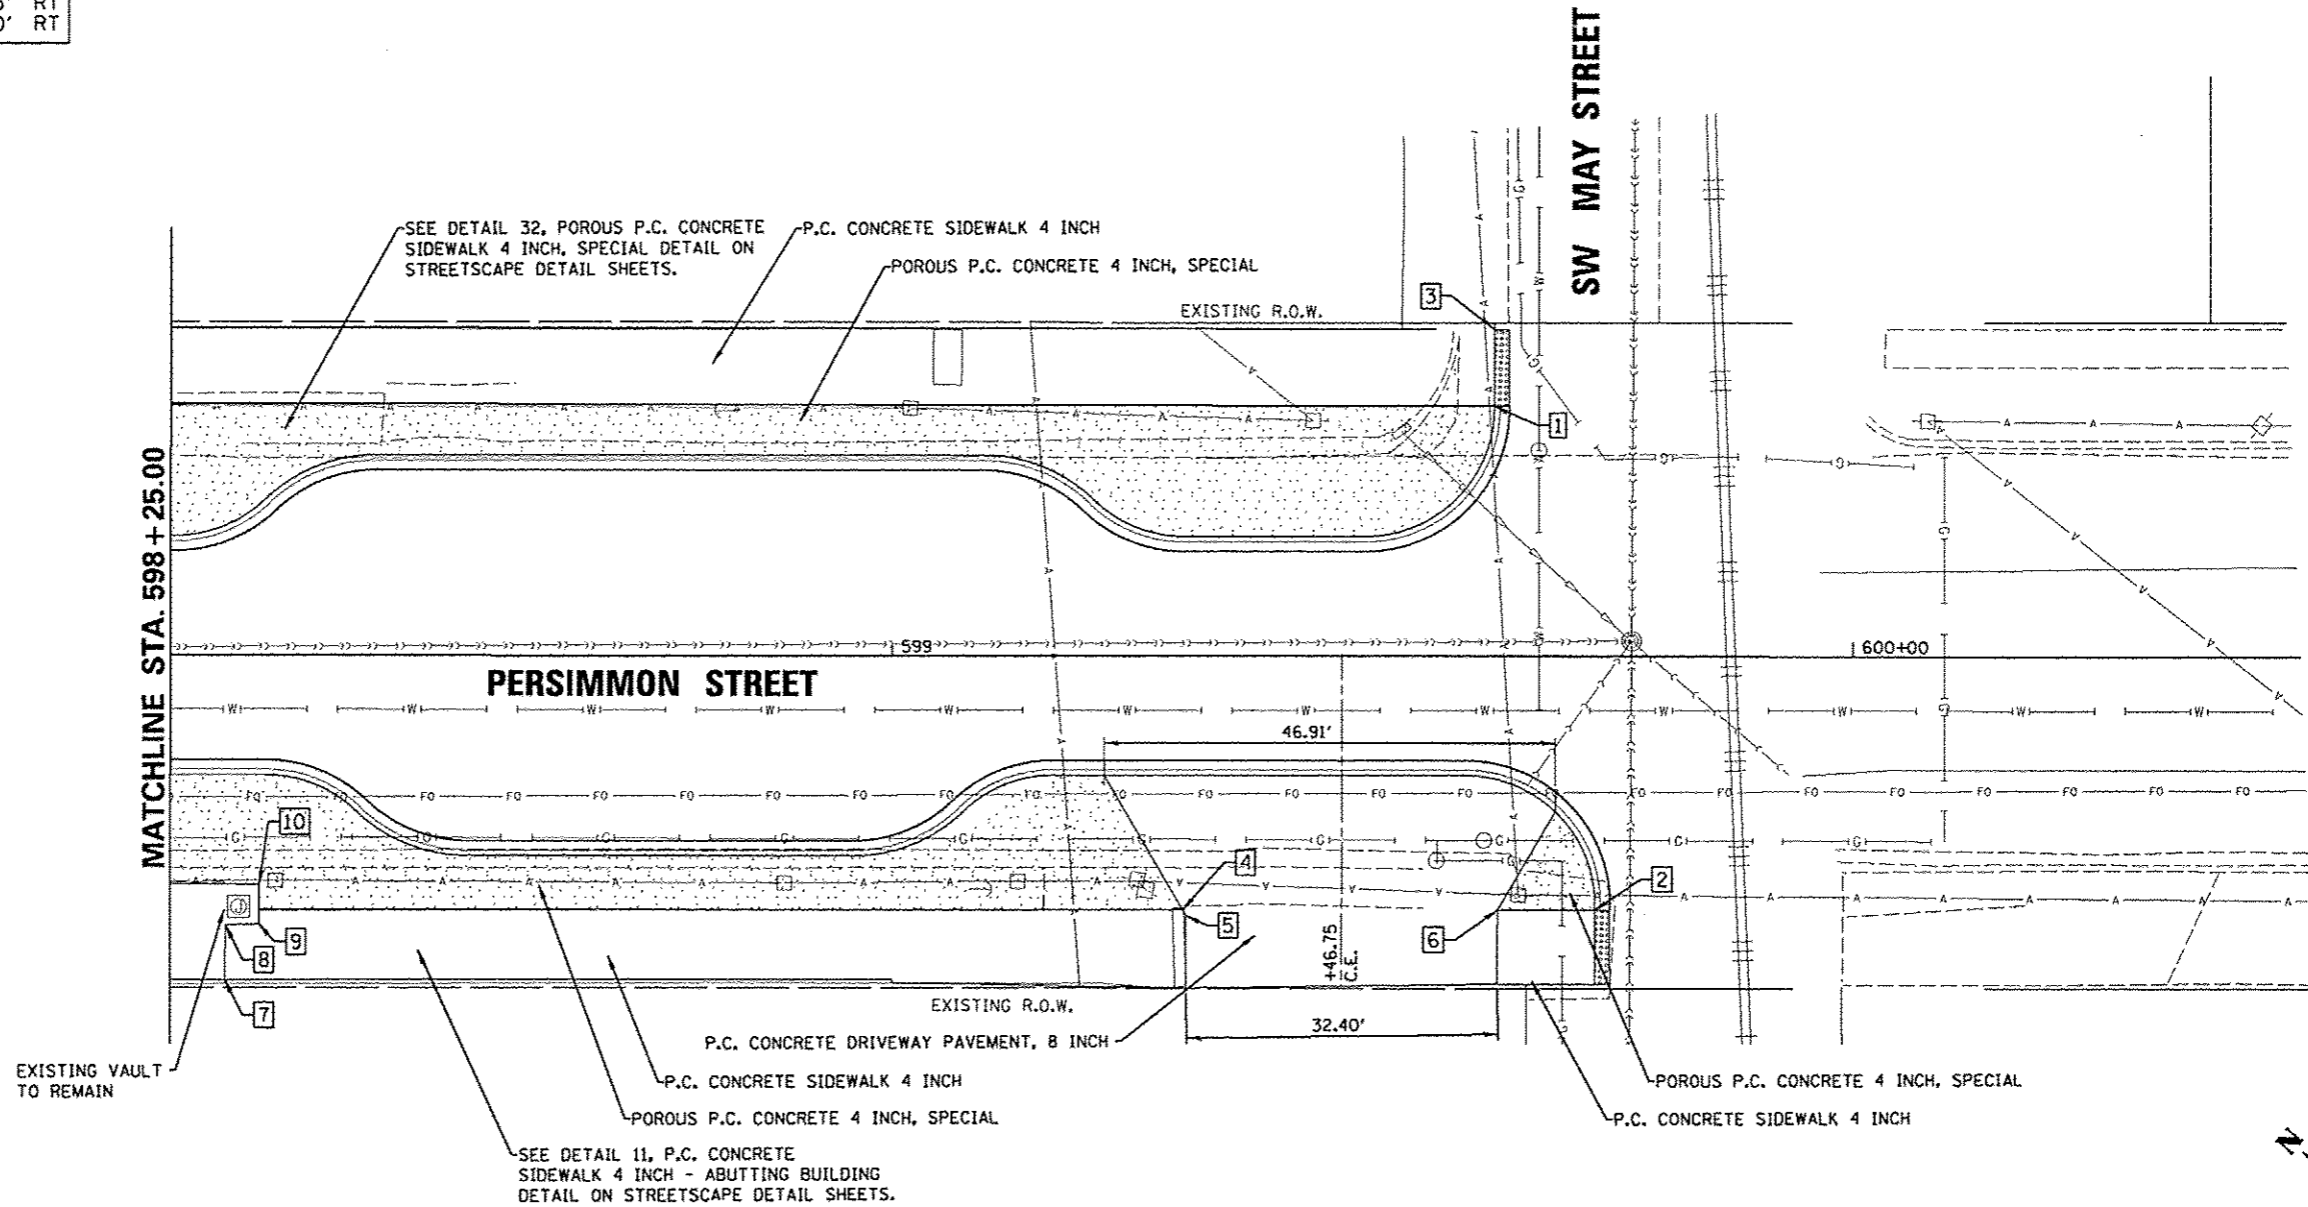 ' RT
0' RT
SW MAY STREET
SEE DETAIL 32, POROUS P.C. CONCRETE
SIDEWALK 4 INCH, SPECIAL DETAIL ON
STREETSCAPE DETAIL SHEETS.
P.C. CONCRETE SIDEWALK 4 INCH
POROUS P.C. CONCRETE 4 INCH, SPECIAL
EXISTING R.O.W.
3
1
MATCHLINE STA. 598+25.00
599
600+00
PERSIMMON STREET
46.91'
10
4
5
2
6
9
8
7
+46.75
C.E.
EXISTING R.O.W.
32.40'
P.C. CONCRETE DRIVEWAY PAVEMENT, 8 INCH
EXISTING VAULT
TO REMAIN
P.C. CONCRETE SIDEWALK 4 INCH
POROUS P.C. CONCRETE 4 INCH, SPECIAL
SEE DETAIL 11, P.C. CONCRETE
SIDEWALK 4 INCH - ABUTTING BUILDING
DETAIL ON STREETSCAPE DETAIL SHEETS.
POROUS P.C. CONCRETE 4 INCH, SPECIAL
P.C. CONCRETE SIDEWALK 4 INCH
N